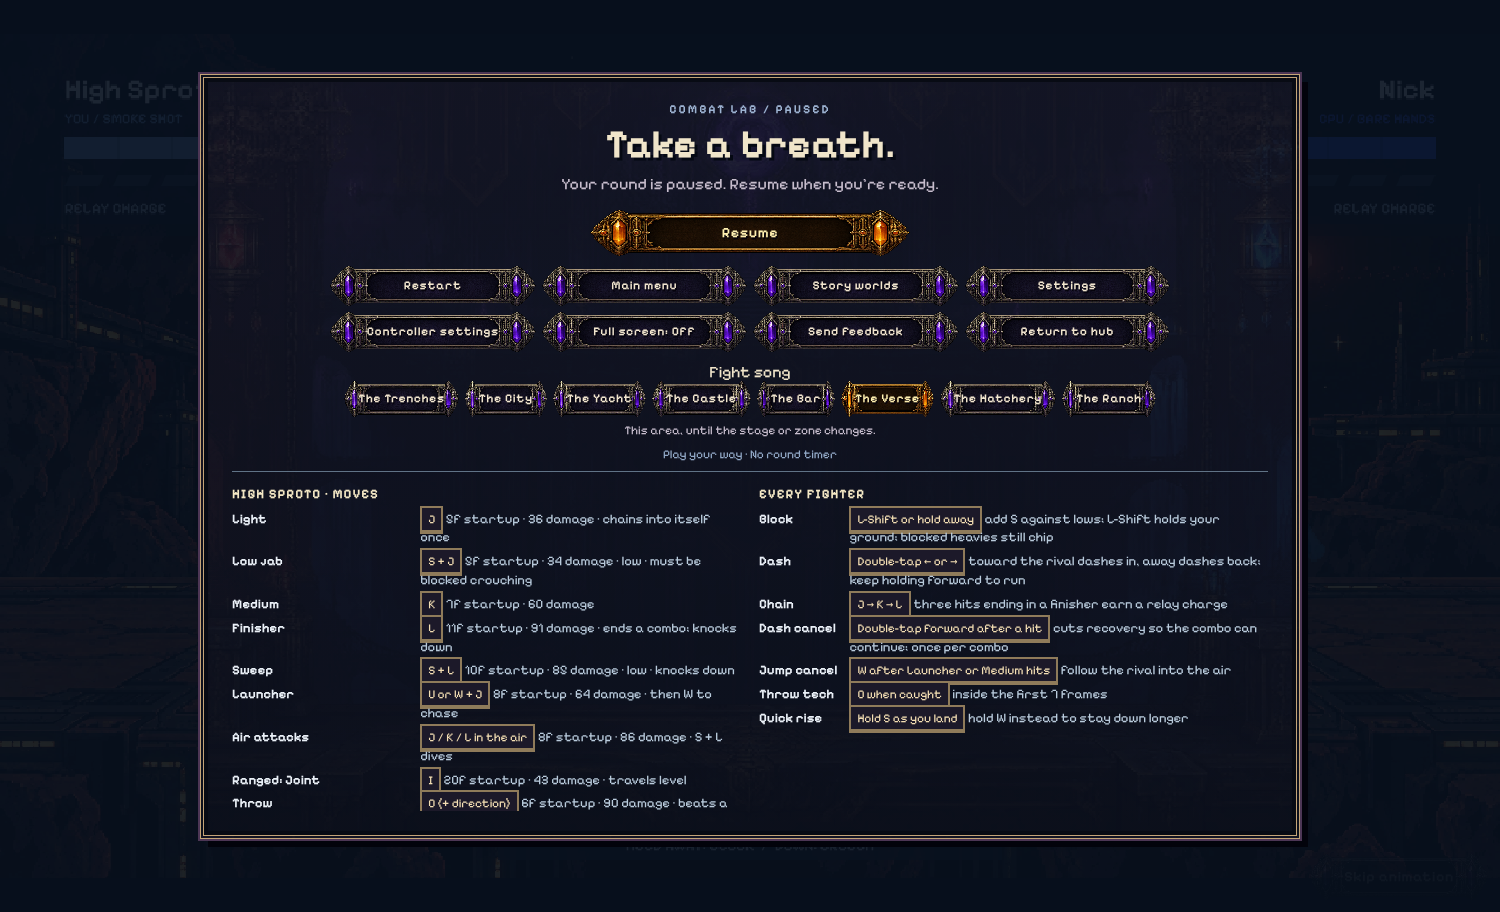 High Spro
YOU / SMOKE SHOT
RELAY CHARGE
Nick
CPU / BARE HANDS
RELAY CHARGE
COMBAT LAB / PAUSED
Take a breath.
Your round is paused. Resume when you're ready.
Resume
Restart
Main menu
Story worlds
Settings
Controller settings
Full screen: Off
Send feedback
Return to hub
Fight song
The Trenches
The City
The Yacht
The Castle
The Bar
The Verse
The Hatchery
The Ranch
This area, until the stage or zone changes.
Play your way · No round timer
HIGH SPROTO · MOVES
Light J 8f startup · 36 damage · chains into itself
once
Low jab S + J 8f startup · 34 damage · low · must be
blocked crouching
Medium K 7f startup · 60 damage
Finisher L 11f startup · 91 damage · ends a combo; knocks
down
Sweep S + L 10f startup · 88 damage · low · knocks down
Launcher U or W + J 8f startup · 64 damage · then W to
chase
Air attacks J / K / L in the air 8f startup · 86 damage · S + L
dives
Ranged: Joint I 20f startup · 43 damage · travels level
Throw O (+ direction) 6f startup · 90 damage · beats a
EVERY FIGHTER
Block L-Shift or hold away add S against lows; L-Shift holds your
ground; blocked heavies still chip
Dash Double-tap ← or → toward the rival dashes in, away dashes back;
keep holding forward to run
Chain J → K → L three hits ending in a finisher earn a relay charge
Dash cancel Double-tap forward after a hit cuts recovery so the combo can
continue; once per combo
Jump cancel W after Launcher or Medium hits follow the rival into the air
Throw tech O when caught inside the first 7 frames
Quick rise Hold S as you land hold W instead to stay down longer
Skip animation